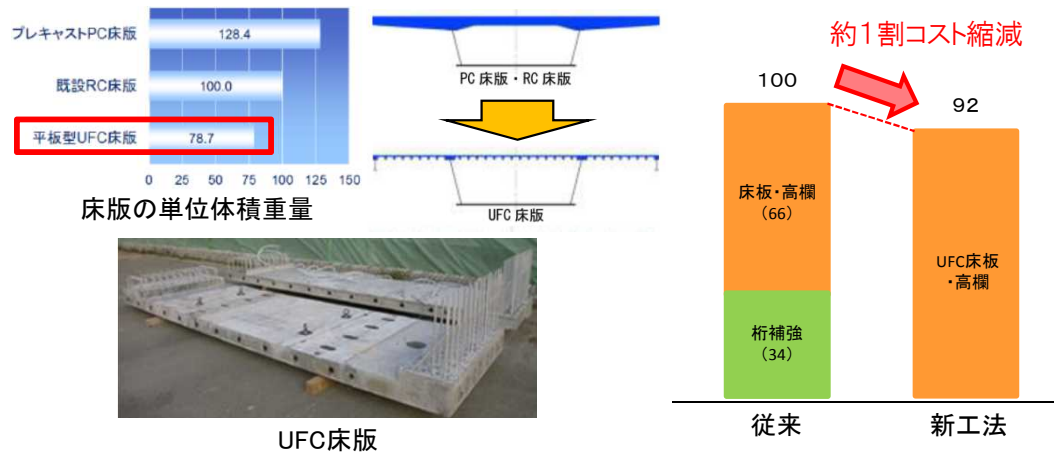 プレキャストPC床版
128.4
既設RC床版
100.0
平板型UFC床版
78.7
0 25 50 75 100 125 150
床版の単位体積重量
PC床版・RC床版
UFC床版
UFC床版
約1割コスト縮減
100
92
床板・高欄
(66)
桁補強
(34)
UFC床板
・高欄
従来
新工法